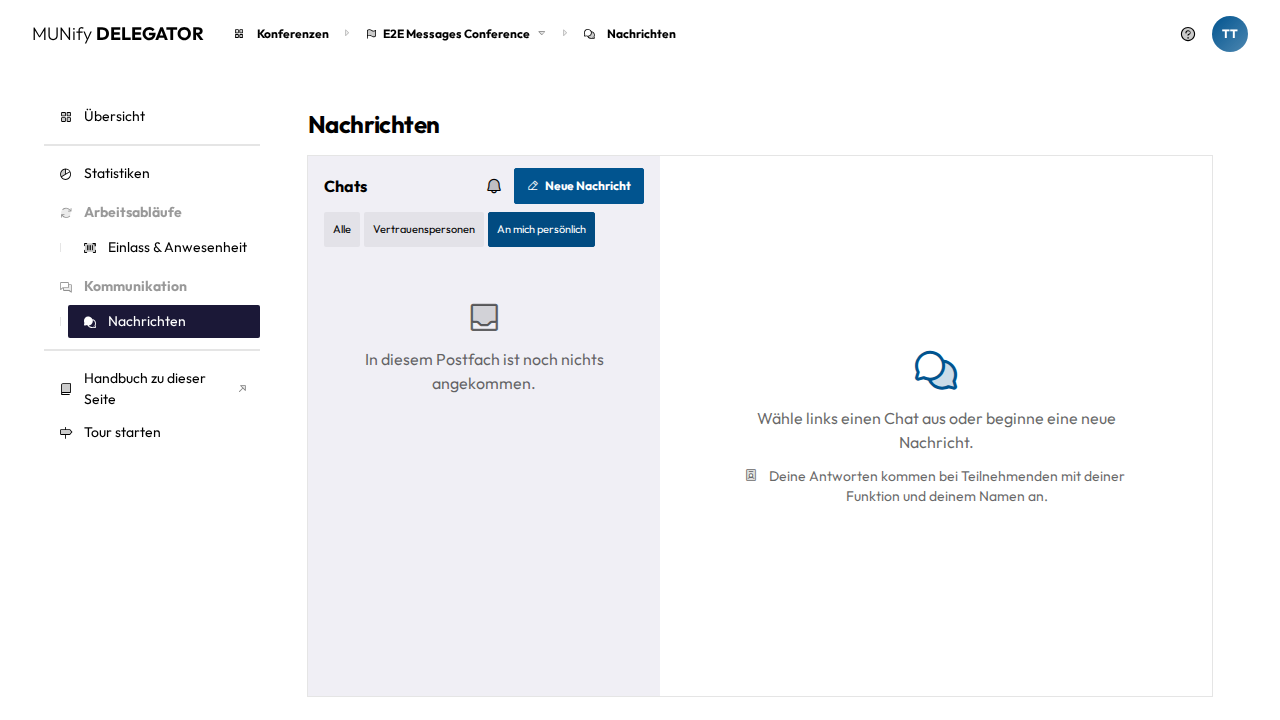 MUNify DELEGATOR
Konferenzen
E2E Messages Conference
Nachrichten
TT
Übersicht
Statistiken
Arbeitsabläufe
Einlass & Anwesenheit
Kommunikation
Nachrichten
Handbuch zu dieser
Seite
Tour starten
Nachrichten
Chats
Neue Nachricht
Alle
Vertrauenspersonen
An mich persönlich
In diesem Postfach ist noch nichts
angekommen.
Wähle links einen Chat aus oder beginne eine neue
Nachricht.
Deine Antworten kommen bei Teilnehmenden mit deiner
Funktion und deinem Namen an.